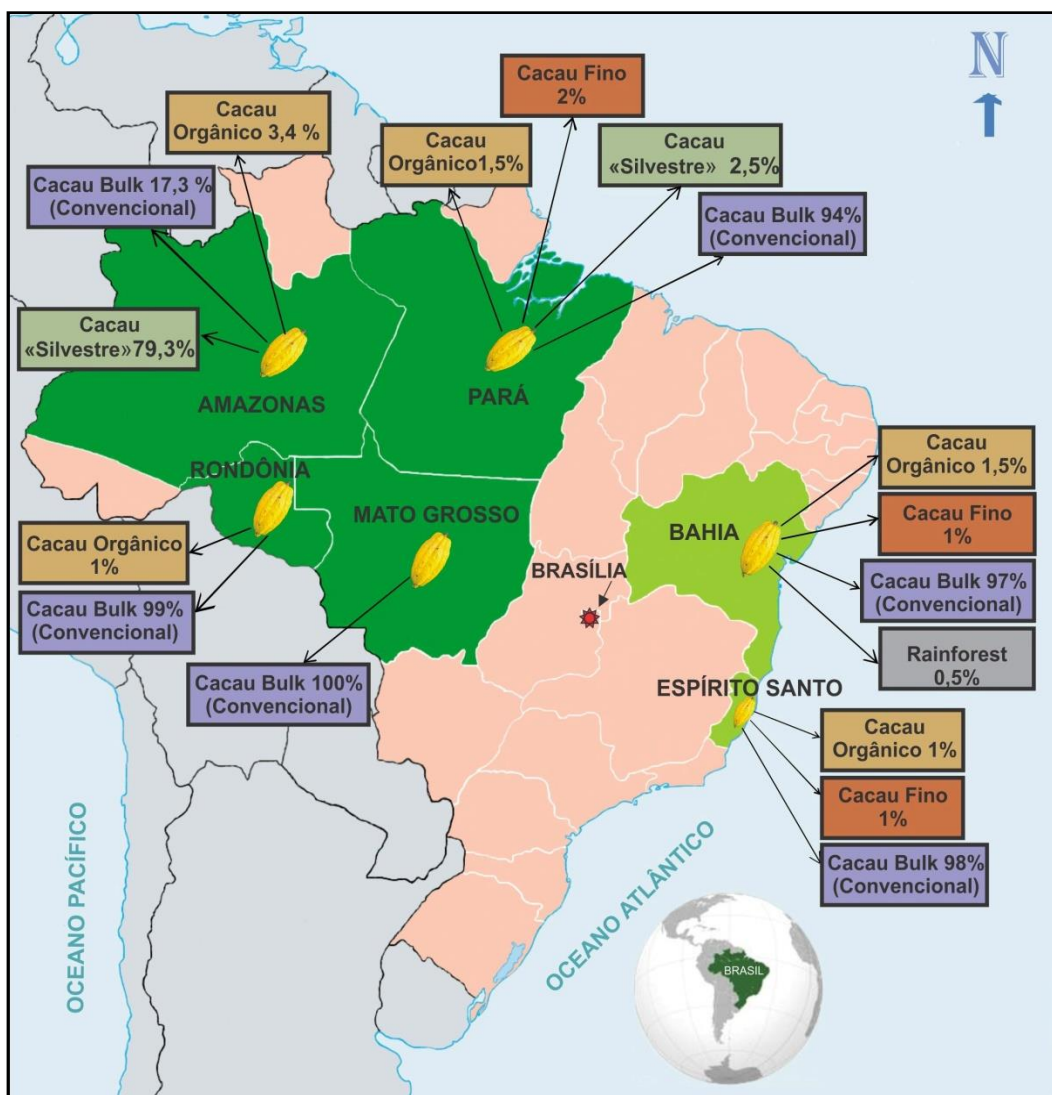 N
Cacau Fino
2%
Cacau
Orgânico 3,4 %
Cacau
Orgânico1,5%
Cacau
«Silvestre» 2,5%
Cacau Bulk 17,3 %
(Convencional)
Cacau Bulk 94%
(Convencional)
Cacau
«Silvestre»79,3%
AMAZONAS
PARÁ
RONDÔNIA
MATO GROSSO
BAHIA
BRASÍLIA
Cacau
Orgânico 1,5%
Cacau Fino
1%
Cacau Bulk 97%
(Convencional)
Rainforest
0,5%
Cacau Orgânico
1%
Cacau Bulk 99%
(Convencional)
Cacau Bulk 100%
(Convencional)
ESPÍRITO SANTO
Cacau
Orgânico 1%
Cacau Fino
1%
Cacau Bulk 98%
(Convencional)
OCEANO PACÍFICO
OCEANO ATLÂNTICO
BRASIL